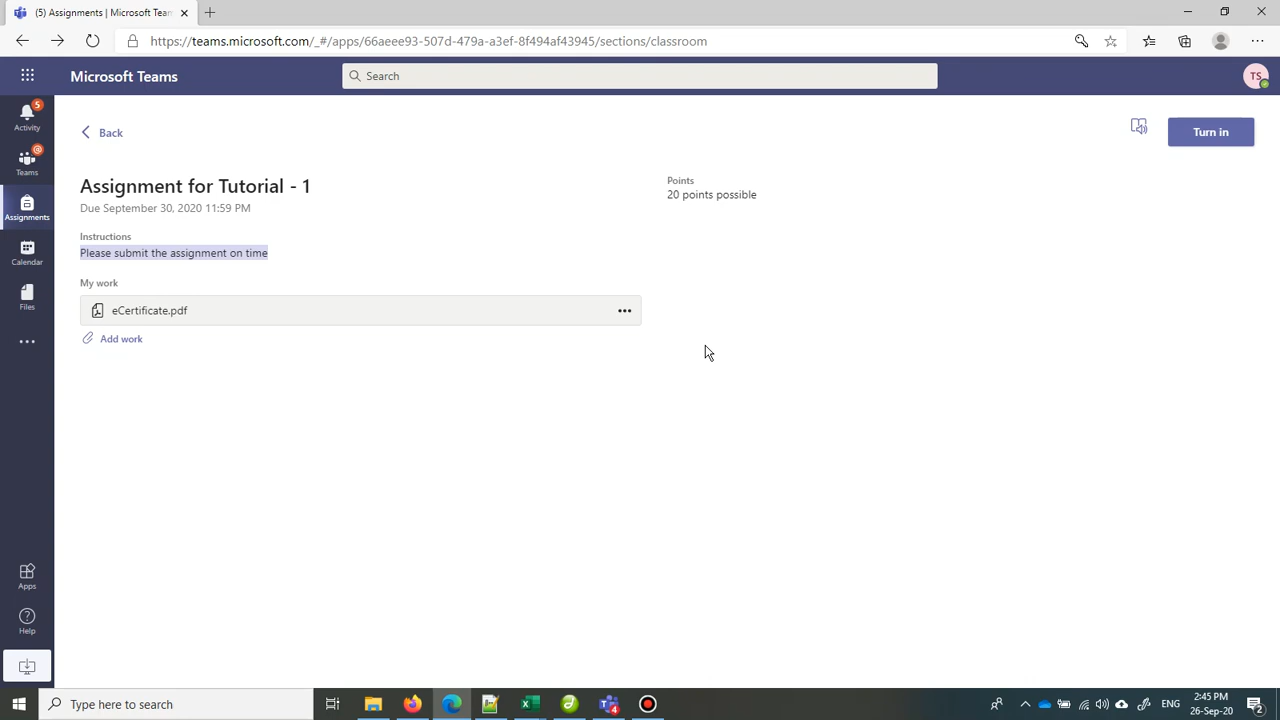 (5) Assignments | Microsoft Team
https://teams.microsoft.com/_#/apps/66aeee93-507d-479a-a3ef-8f494af43945/sections/classroom
Microsoft Teams
Search
TS
5
Activity
@
Teams
Assignments
Calendar
Files
Apps
Help
Back
Turn in
Assignment for Tutorial - 1
Due September 30, 2020 11:59 PM
Points
20 points possible
Instructions
Please submit the assignment on time
My work
eCertificate.pdf
Add work
Type here to search
4
ENG
2:45 PM
26-Sep-20
2